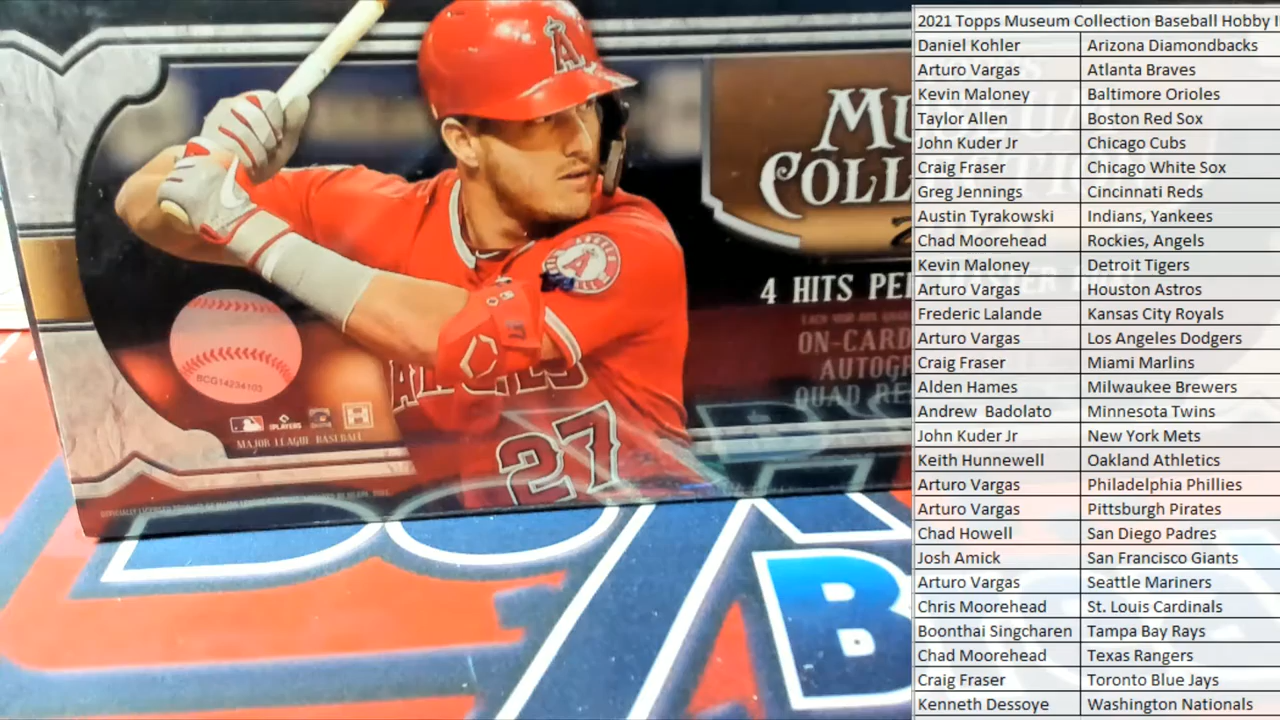 A
MU
COLL
4 HITS PER
ON-CARD
AUTOG
QUAD RE
ANGELS
27
BCG14234103
PLAYERS
MAJOR LEAGUE BASEBALL
B
2021 Topps Museum Collection Baseball Hobby
Daniel Kohler Arizona Diamondbacks
Arturo Vargas Atlanta Braves
Kevin Maloney Baltimore Orioles
Taylor Allen Boston Red Sox
John Kuder Jr Chicago Cubs
Craig Fraser Chicago White Sox
Greg Jennings Cincinnati Reds
Austin Tyrakowski Indians, Yankees
Chad Moorehead Rockies, Angels
Kevin Maloney Detroit Tigers
Arturo Vargas Houston Astros
Frederic Lalande Kansas City Royals
Arturo Vargas Los Angeles Dodgers
Craig Fraser Miami Marlins
Alden Hames Milwaukee Brewers
Andrew Badolato Minnesota Twins
John Kuder Jr New York Mets
Keith Hunnewell Oakland Athletics
Arturo Vargas Philadelphia Phillies
Arturo Vargas Pittsburgh Pirates
Chad Howell San Diego Padres
Josh Amick San Francisco Giants
Arturo Vargas Seattle Mariners
Chris Moorehead St. Louis Cardinals
Boonthai Singcharen Tampa Bay Rays
Chad Moorehead Texas Rangers
Craig Fraser Toronto Blue Jays
Kenneth Dessoye Washington Nationals